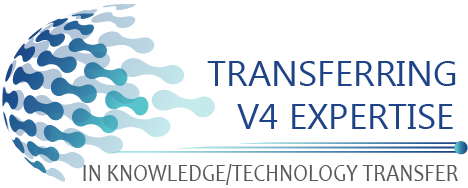 TRANSFERRING
V4 EXPERTISE
IN KNOWLEDGE/TECHNOLOGY TRANSFER